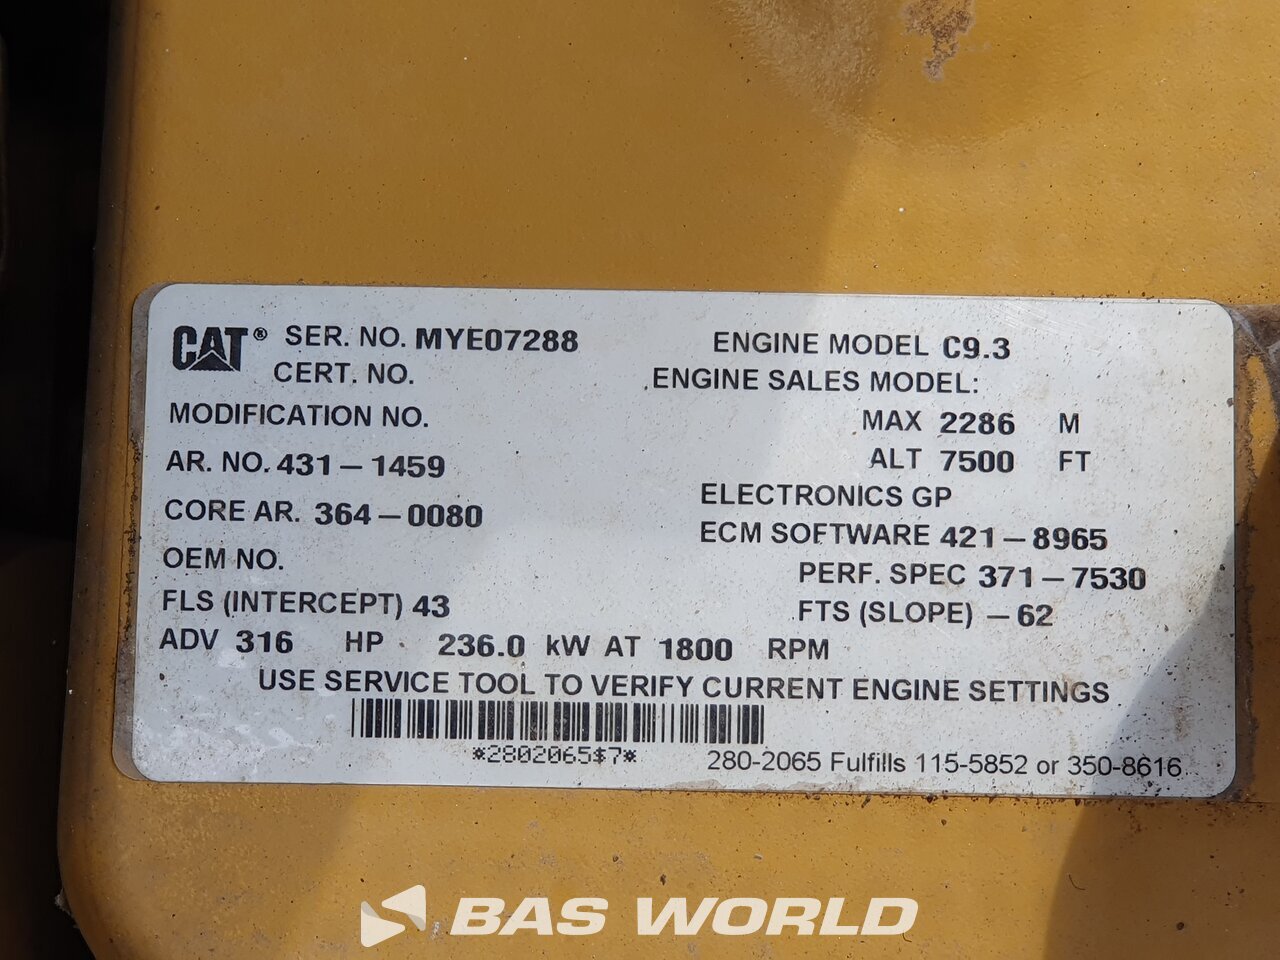 CAT® SER. NO. MYE07288 ENGINE MODEL C9.3
CERT. NO. ENGINE SALES MODEL:
MODIFICATION NO. MAX 2286 M
AR. NO. 431-1459 ALT 7500 FT
CORE AR. 364-0080 ELECTRONICS GP
ECM SOFTWARE 421-8965
OEM NO. PERF. SPEC 371-7530
FLS (INTERCEPT) 43 FTS (SLOPE) -62
ADV 316 HP 236.0 kW AT 1800 RPM
USE SERVICE TOOL TO VERIFY CURRENT ENGINE SETTINGS
*2802065$7* 280-2065 Fulfills 115-5852 or 350-8616
BAS WORLD